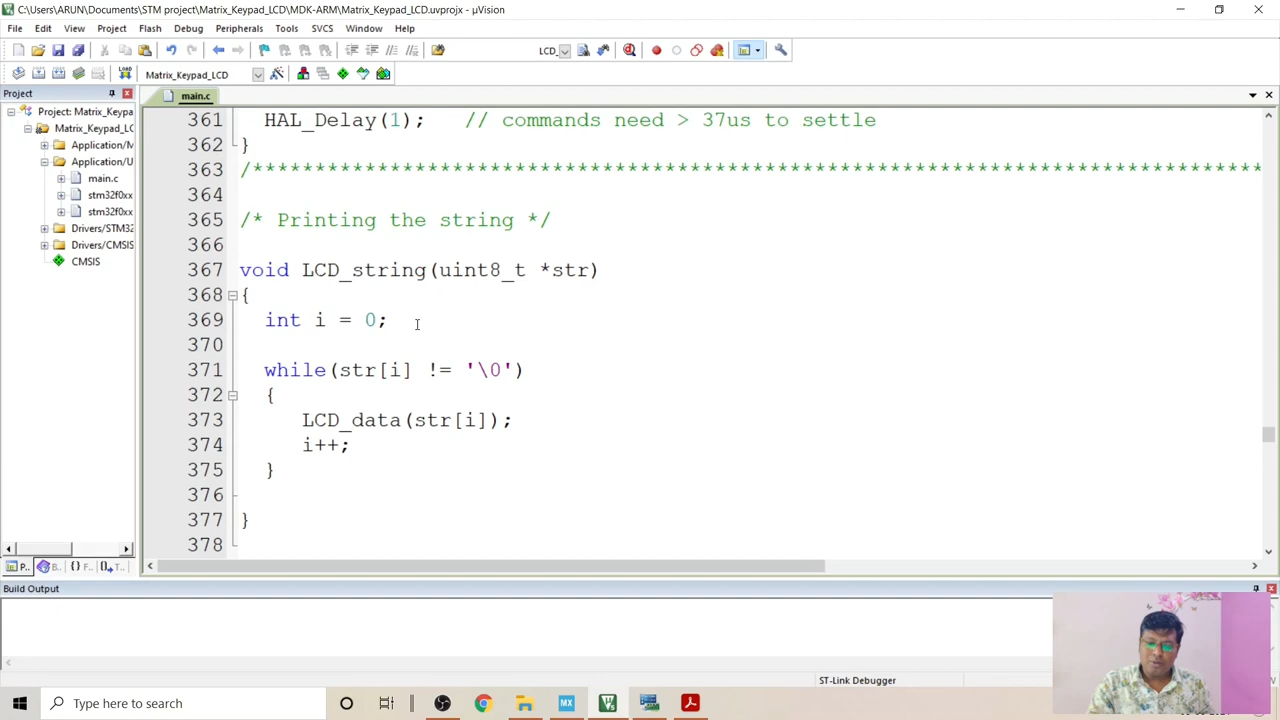 C:\Users\ARUN\Documents\STM project\Matrix_Keypad_LCD\MDK-ARM\Matrix_Keypad_LCD.uvprojx - µVision
File Edit View Project Flash Debug Peripherals Tools SVCS Window Help
LCD_
Matrix_Keypad_LCD
Project
main.c
Project: Matrix_Keypa
Matrix_Keypad_LC
Application/M
Application/U
main.c
stm32f0xx
stm32f0xx
Drivers/STM32
Drivers/CMSIS
CMSIS
361 HAL_Delay(1); // commands need > 37us to settle
362 }
363 /***********************************************************************************
364
365 /* Printing the string */
366
367 void LCD_string(uint8_t *str)
368 {
369 int i = 0;
370
371 while(str[i] != '\0')
372 {
373 LCD_data(str[i]);
374 i++;
375 }
376
377 }
378
P... B... {} F... T...
Build Output
ST-Link Debugger
Type here to search
MX